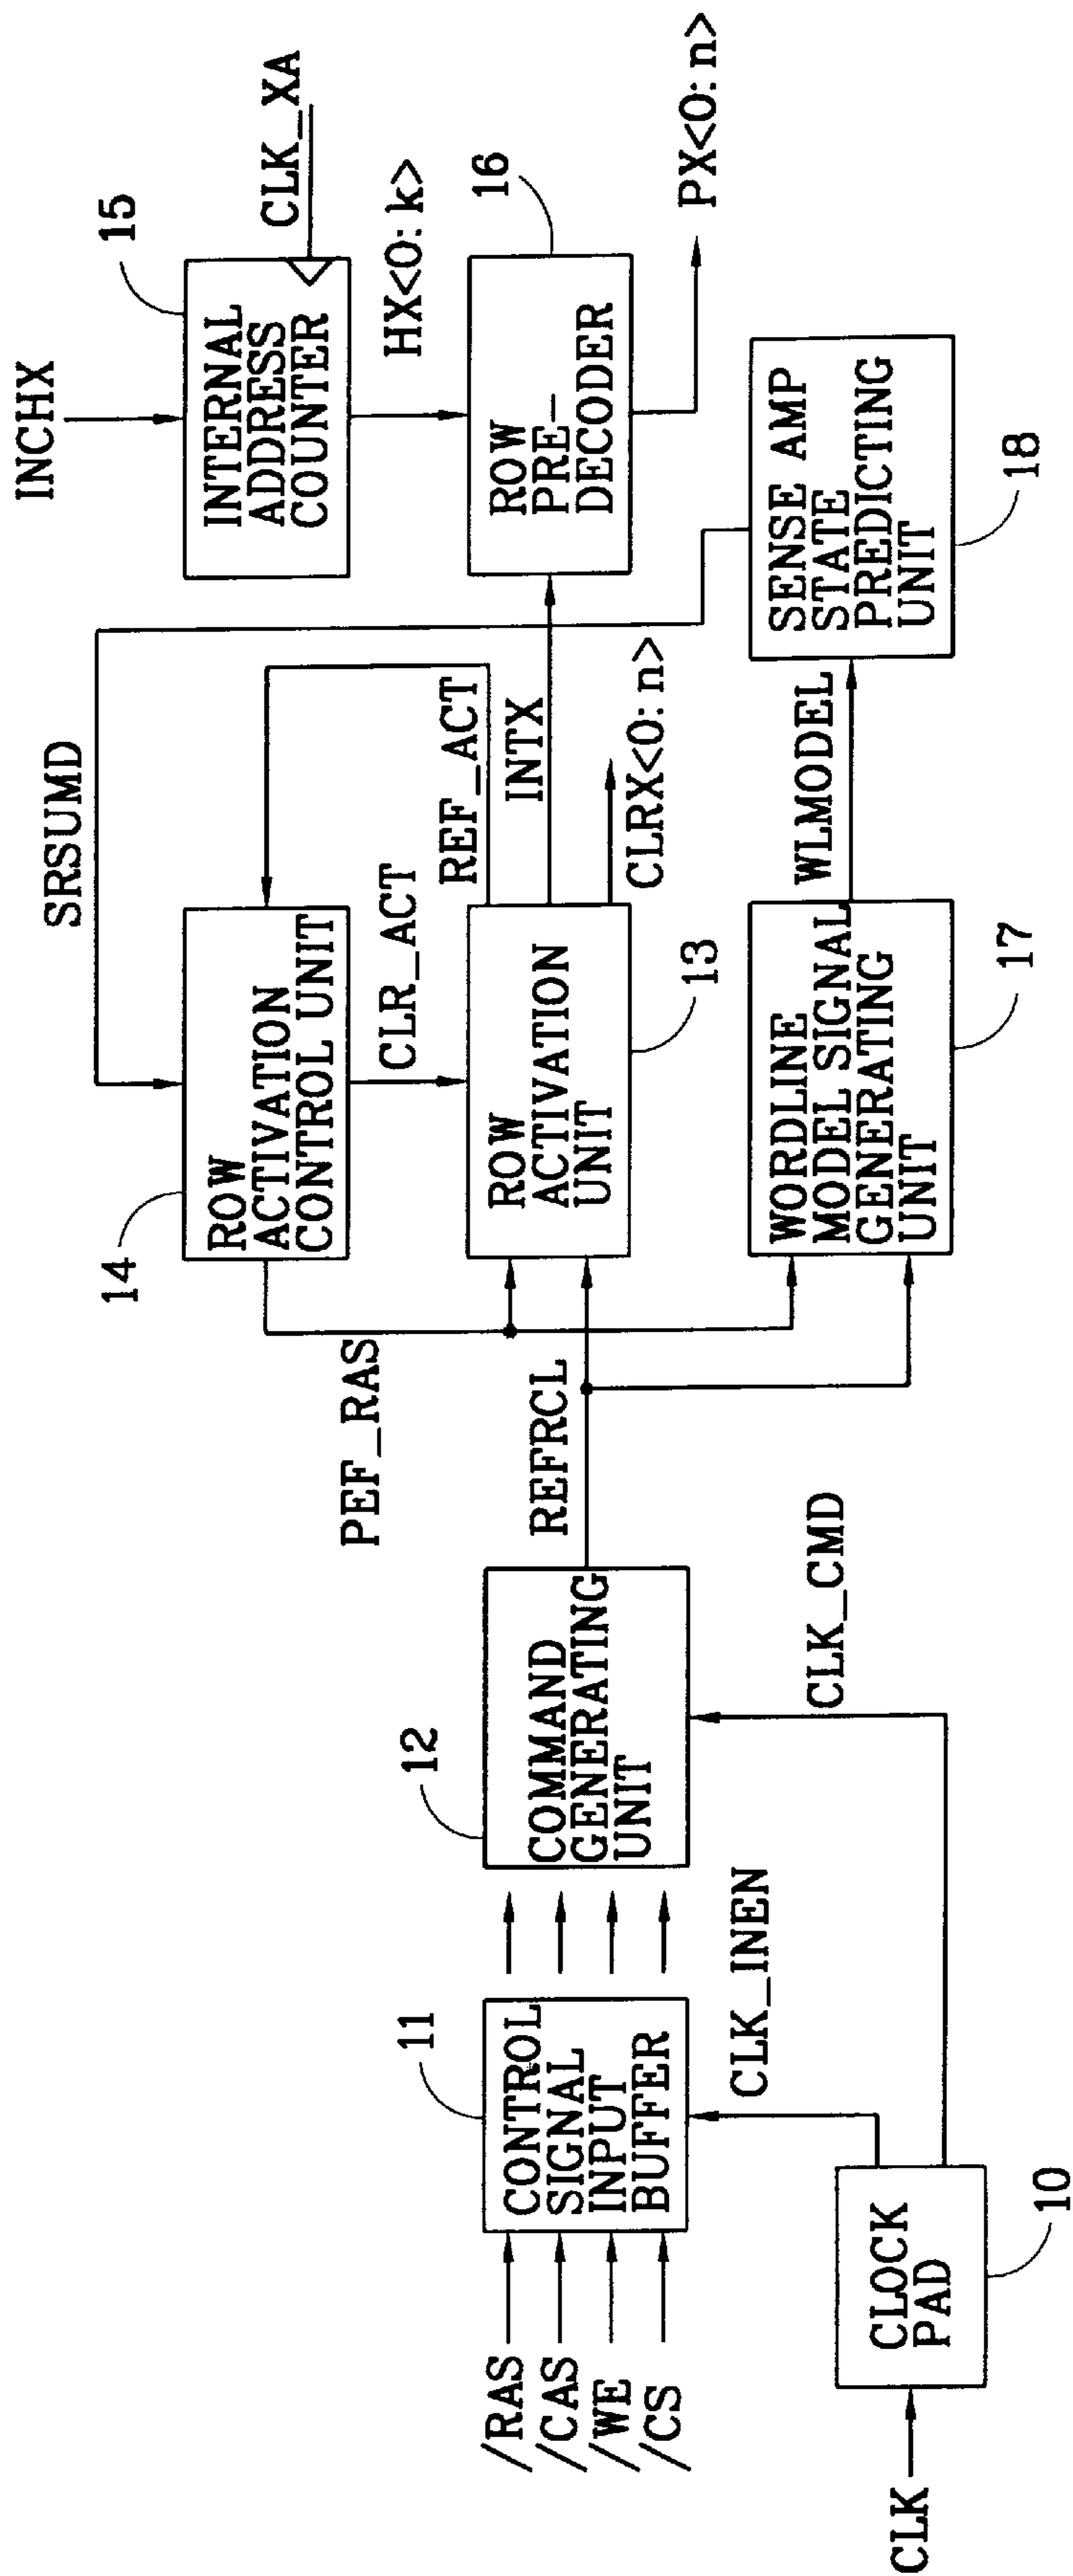 INCHX
15
INTERNAL
ADDRESS
COUNTER
CLK_XA
HX<0:k>
16
ROW
PRE_
DECODER
PX<0:n>
SRSUMD
14
ROW
ACTIVATION
CONTROL UNIT
CLR_ACT
REF_ACT
INTX
CLRX<0:n>
13
ROW
ACTIVATION
UNIT
SENSE AMP
STATE
PREDICTING
UNIT
18
WLMODEL
WORDLINE
MODEL SIGNAL
GENERATING
UNIT
17
PEF_RAS
REFRCL
12
COMMAND
GENERATING
UNIT
CLK_CMD
11
CONTROL
SIGNAL
INPUT
BUFFER
CLK_INEN
/RAS
/CAS
/WE
/CS
CLOCK
PAD
10
CLK